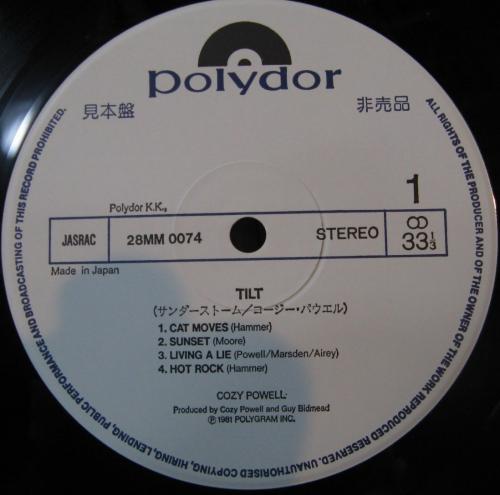 polydor
見本盤
非売品
Polydor K.K.
1
JASRAC
28MM 0074
STEREO
33 1/3
Made in Japan
TILT
(サンダーストーム/コージー・パウエル)
1. CAT MOVES (Hammer)
2. SUNSET (Moore)
3. LIVING A LIE (Powell/Marsden/Airey)
4. HOT ROCK (Hammer)
COZY POWELL
Produced by Cozy Powell and Guy Bidmead
Ⓟ 1981 POLYGRAM INC.
ALL RIGHTS OF THE PRODUCER AND OF THE OWNER OF THE WORK REPRODUCED RESERVED. UNAUTHORISED COPYING, HIRING, LENDING, PUBLIC PERFORMANCE AND BROADCASTING OF THIS RECORD PROHIBITED.